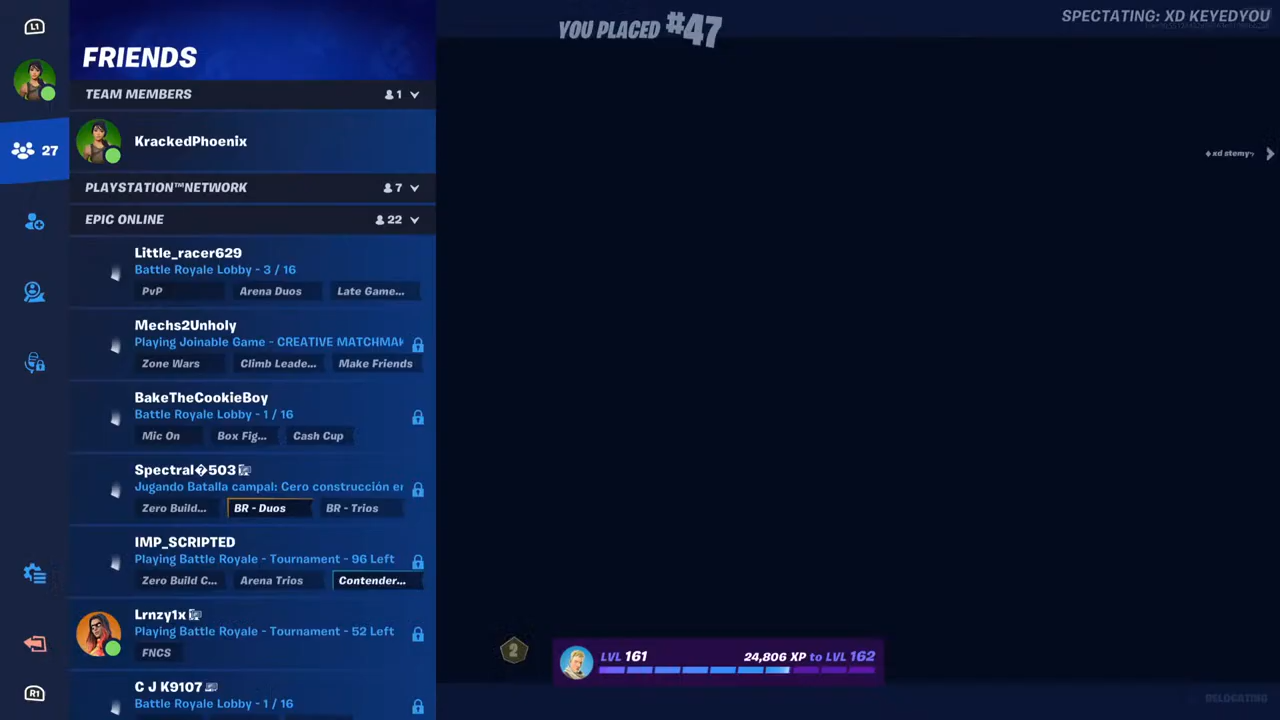 L1
YOU PLACED #47
SPECTATING: XD KEYEDYOU
FRIENDS
TEAM MEMBERS 1
KrackedPhoenix
27
PLAYSTATION™NETWORK 7
EPIC ONLINE 22
Little_racer629
Battle Royale Lobby - 3 / 16
PvP Arena Duos Late Game...
Mechs2Unholy
Playing Joinable Game - CREATIVE MATCHMAK
Zone Wars Climb Leade... Make Friends
BakeTheCookieBoy
Battle Royale Lobby - 1 / 16
Mic On Box Fig... Cash Cup
Spectral�503
Jugando Batalla campal: Cero construcción en
Zero Build... BR - Duos BR - Trios
IMP_SCRIPTED
Playing Battle Royale - Tournament - 96 Left
Zero Build C... Arena Trios Contender...
Lrnzy1x
Playing Battle Royale - Tournament - 52 Left
FNCS
C J K9107
Battle Royale Lobby - 1 / 16
R1
2
LVL 161 24,806 XP to LVL 162